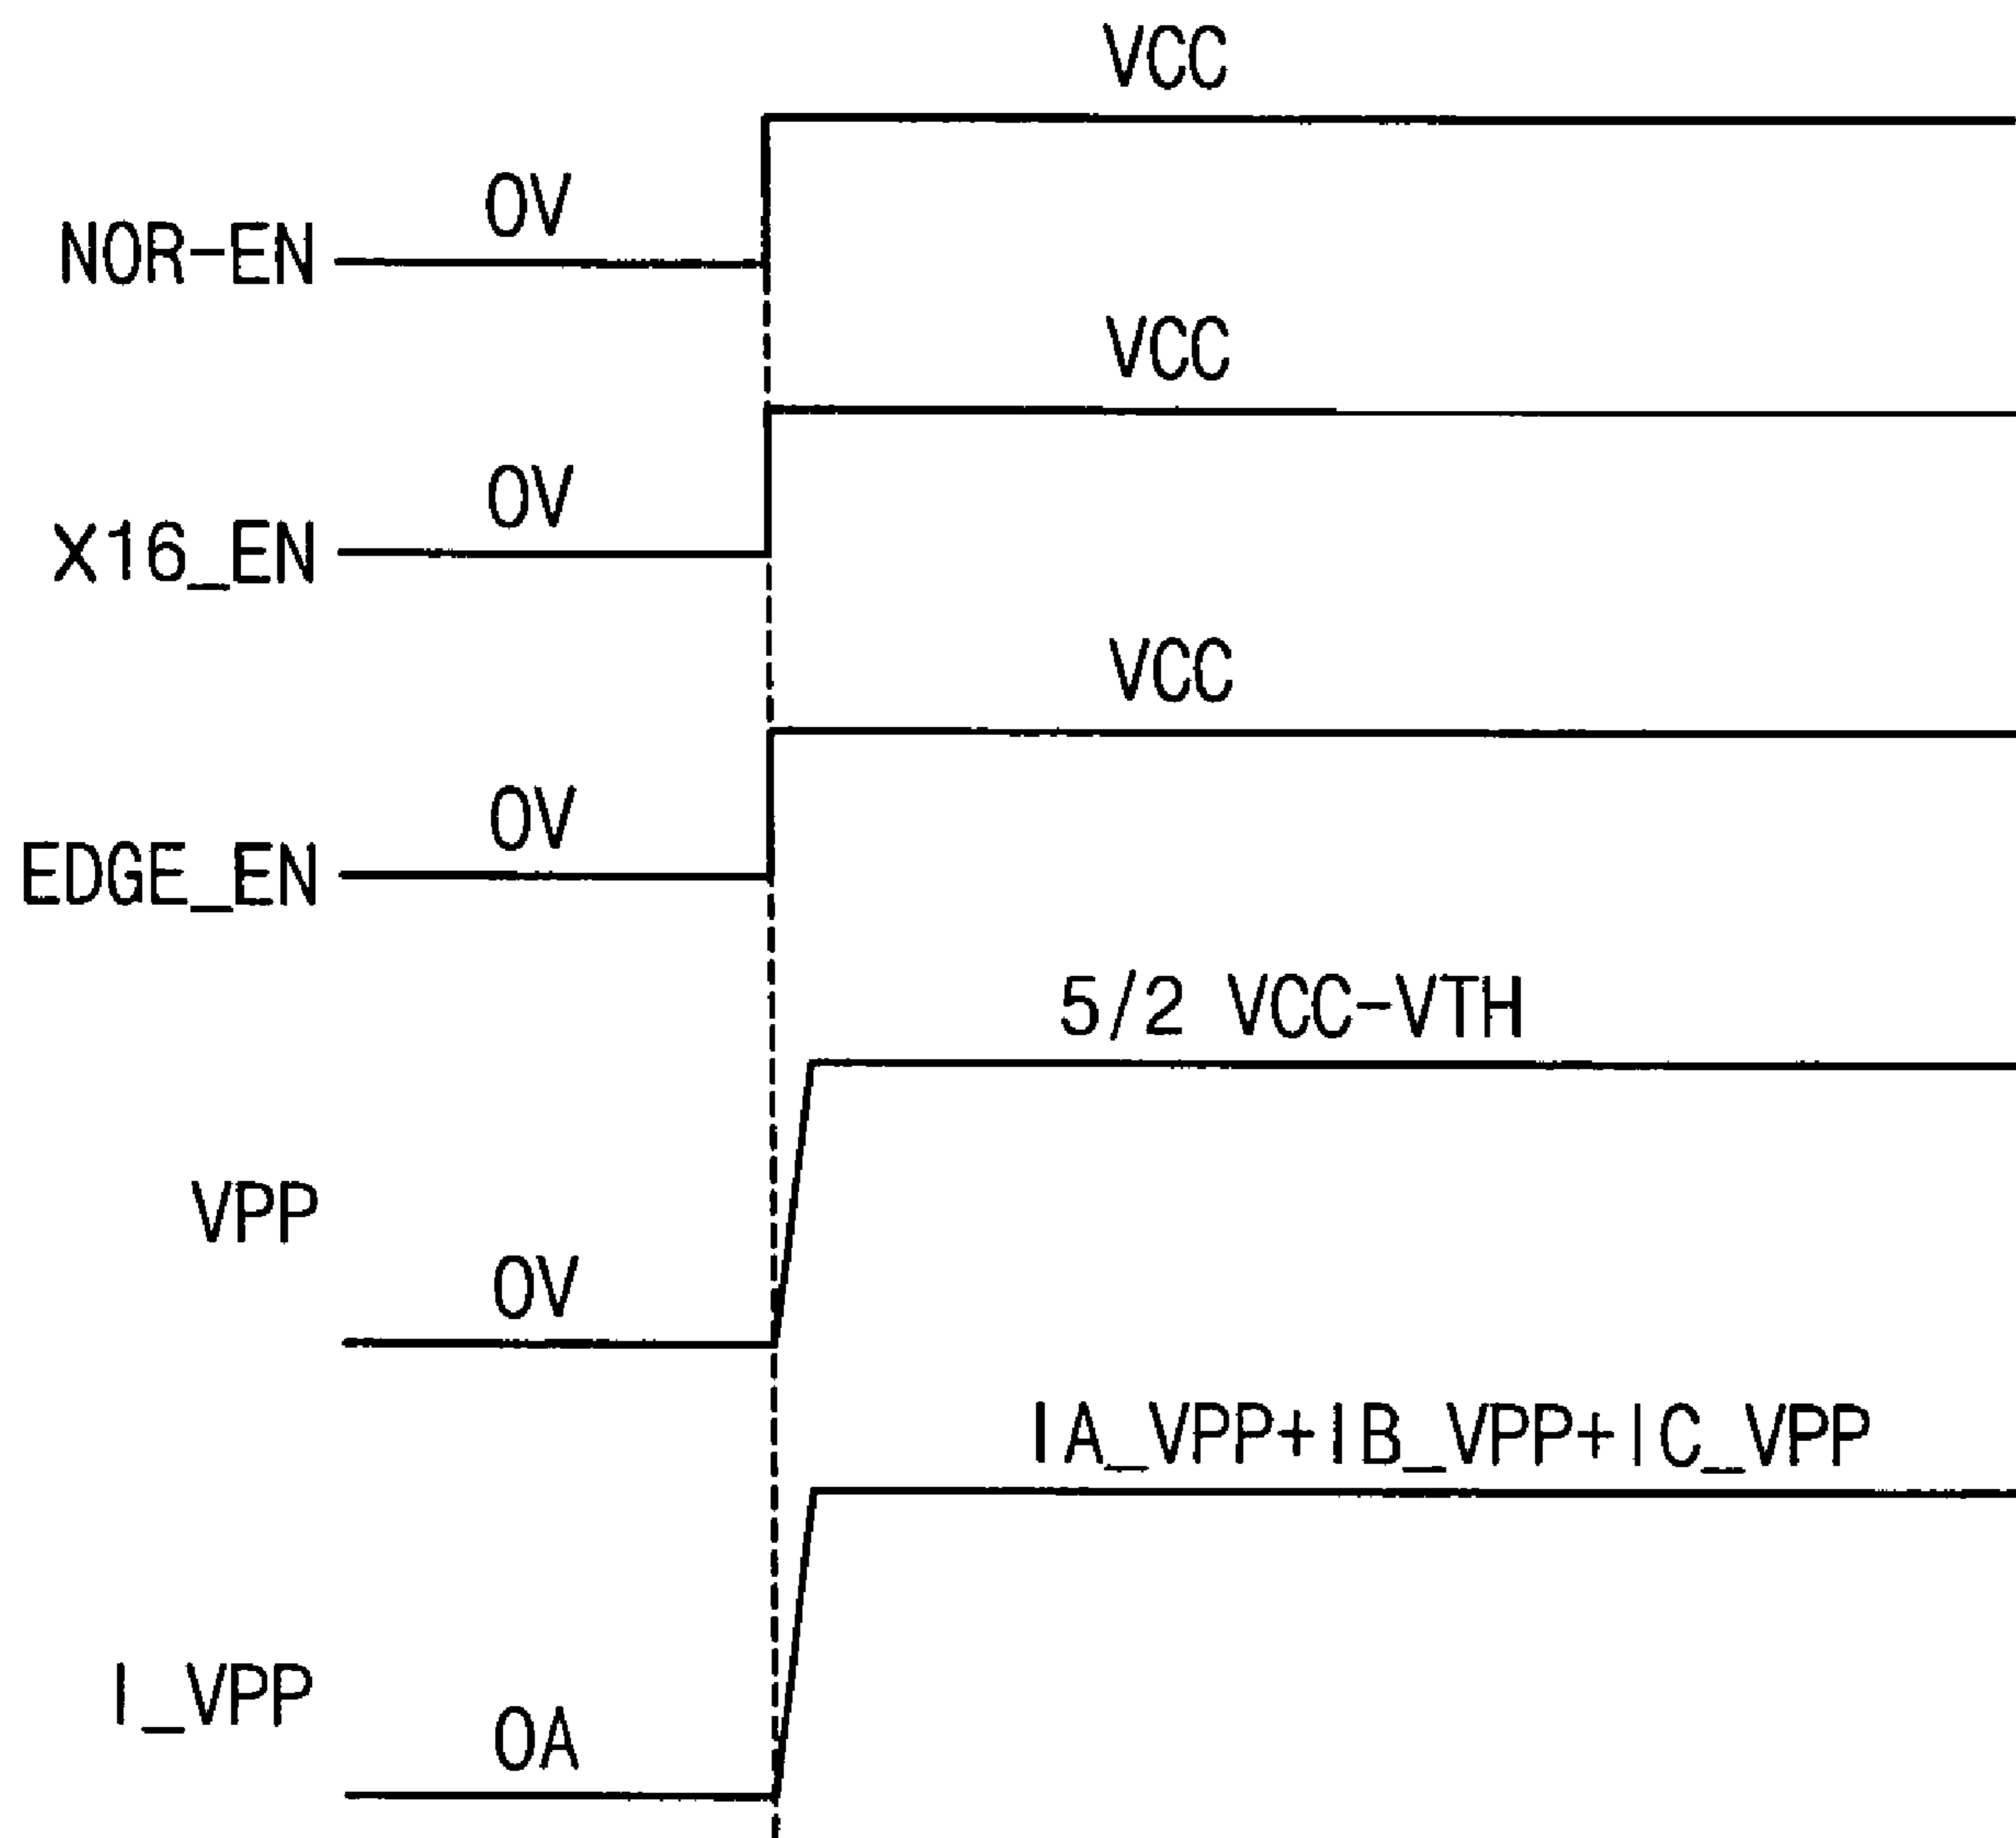 VCC
0V
NOR-EN
VCC
0V
X16_EN
VCC
0V
EDGE_EN
5/2 VCC-VTH
VPP
0V
IA_VPP+IB_VPP+IC_VPP
I_VPP
0A